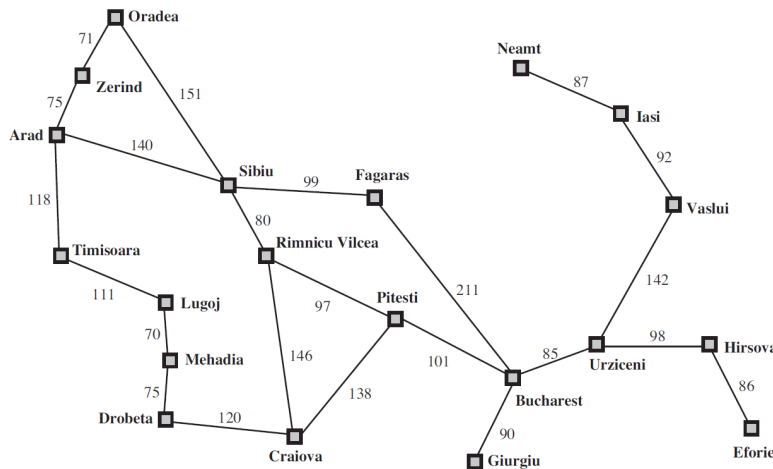 Oradea
71
Neamt
Zerind
87
151
75
Iasi
Arad
140
92
Sibiu
99
Fagaras
118
Vaslui
80
Timisoara
Rimnicu Vilcea
142
111
211
Lugoj
97
Pitesti
70
98
Hirsova
146
85
101
Urziceni
Mehadia
138
86
75
Bucharest
120
Drobeta
90
Eforie
Craiova
Giurgiu